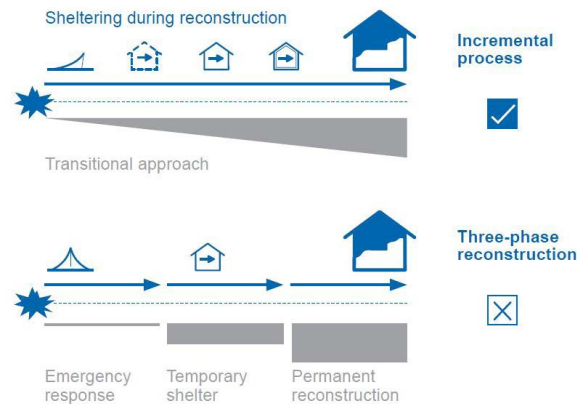 Sheltering during reconstruction
Incremental
process
Transitional approach
Three-phase
reconstruction
Emergency
response
Temporary
shelter
Permanent
reconstruction